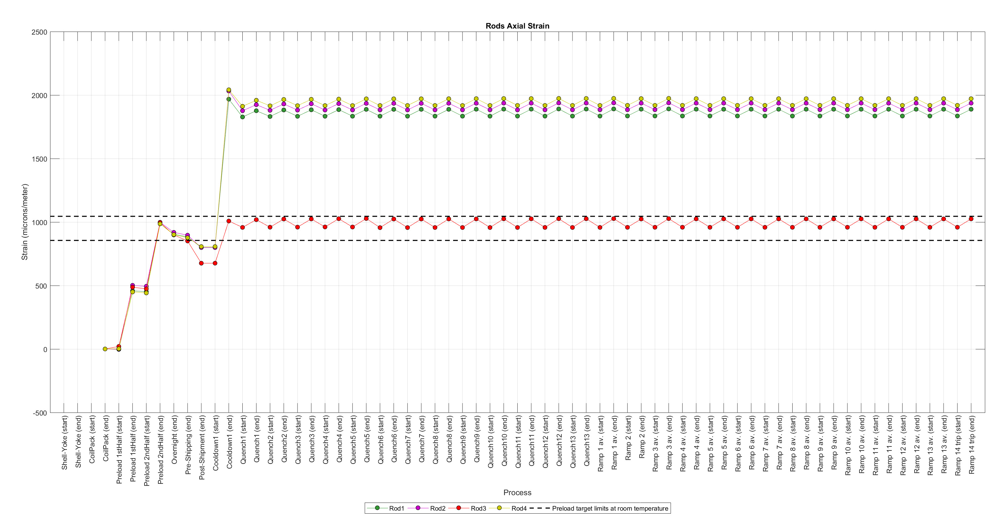 Rods Axial Strain
2500
2000
1500
1000
500
0
-500
Strain (microns/meter)
Shell-Yoke (start)
Shell-Yoke (end)
CoilPack (start)
CoilPack (end)
Preload 1stHalf (start)
Preload 1stHalf (end)
Preload 2ndHalf (start)
Preload 2ndHalf (end)
Overnight (end)
Pre-Shipping (end)
Post-Shipment (end)
Cooldown1 (start)
Cooldown1 (end)
Quench1 (start)
Quench1 (end)
Quench2 (start)
Quench2 (end)
Quench3 (start)
Quench3 (end)
Quench4 (start)
Quench4 (end)
Quench5 (start)
Quench5 (end)
Quench6 (start)
Quench6 (end)
Quench7 (start)
Quench7 (end)
Quench8 (start)
Quench8 (end)
Quench9 (start)
Quench9 (end)
Quench10 (start)
Quench10 (end)
Quench11 (start)
Quench11 (end)
Quench12 (start)
Quench12 (end)
Quench13 (start)
Quench13 (end)
Ramp 1 av. (start)
Ramp 1 av. (end)
Ramp 2 (start)
Ramp 2 (end)
Ramp 3 av. (start)
Ramp 3 av. (end)
Ramp 4 av. (start)
Ramp 4 av. (end)
Ramp 5 av. (start)
Ramp 5 av. (end)
Ramp 6 av. (start)
Ramp 6 av. (end)
Ramp 7 av. (start)
Ramp 7 av. (end)
Ramp 8 av. (start)
Ramp 8 av. (end)
Ramp 9 av. (start)
Ramp 9 av. (end)
Ramp 10 av. (start)
Ramp 10 av. (end)
Ramp 11 av. (start)
Ramp 11 av. (end)
Ramp 12 av. (start)
Ramp 12 av. (end)
Ramp 13 av. (start)
Ramp 13 av. (end)
Ramp 14 trip (start)
Ramp 14 trip (end)
Process
Rod1 Rod2 Rod3 Rod4 Preload target limits at room temperature